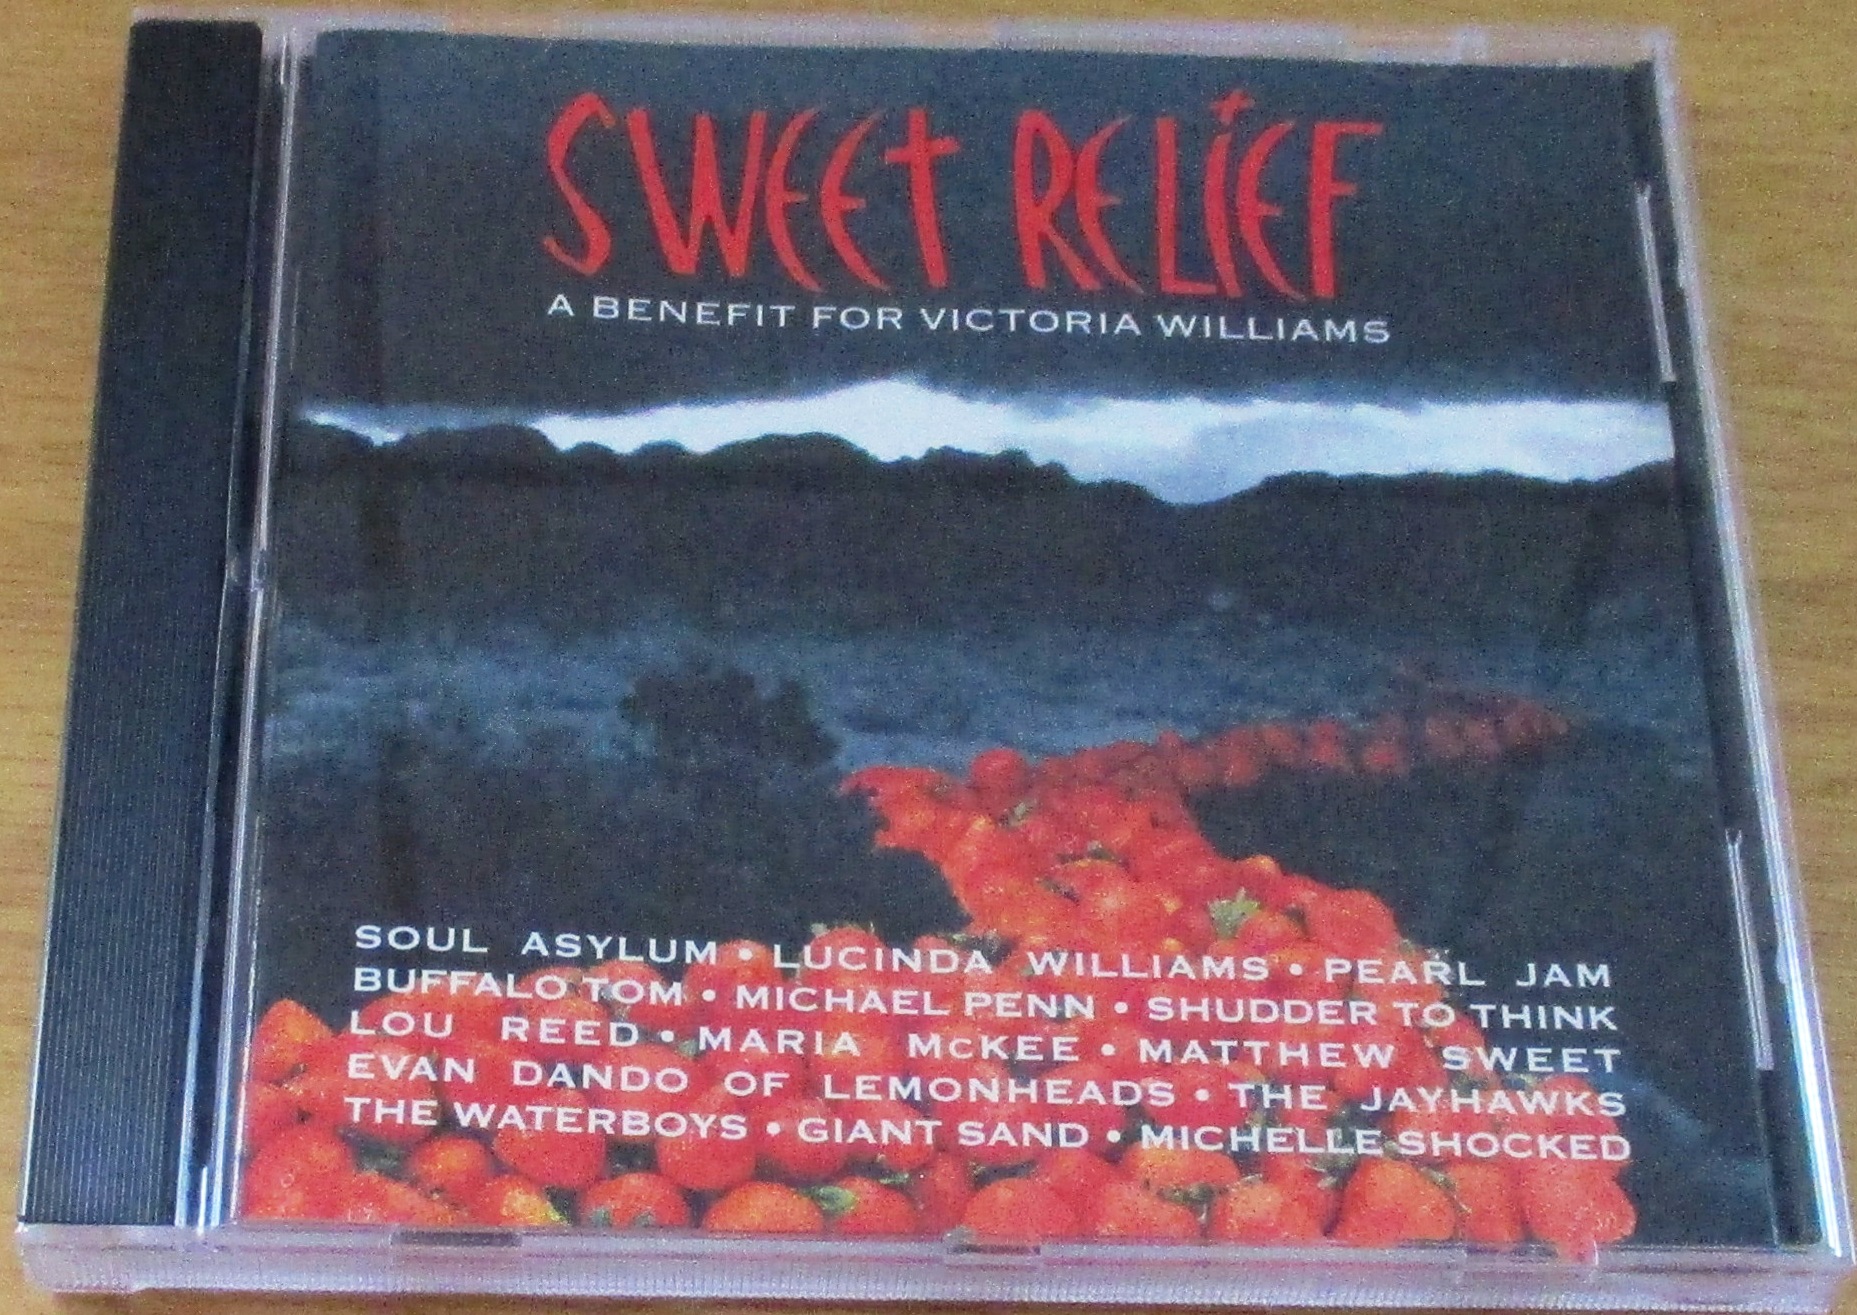 SWEET RELIEF
A BENEFIT FOR VICTORIA WILLIAMS
SOUL ASYLUM • LUCINDA WILLIAMS • PEARL JAM
BUFFALO TOM • MICHAEL PENN • SHUDDER TO THINK
LOU REED • MARIA McKEE • MATTHEW SWEET
EVAN DANDO OF LEMONHEADS • THE JAYHAWKS
THE WATERBOYS • GIANT SAND • MICHELLE SHOCKED